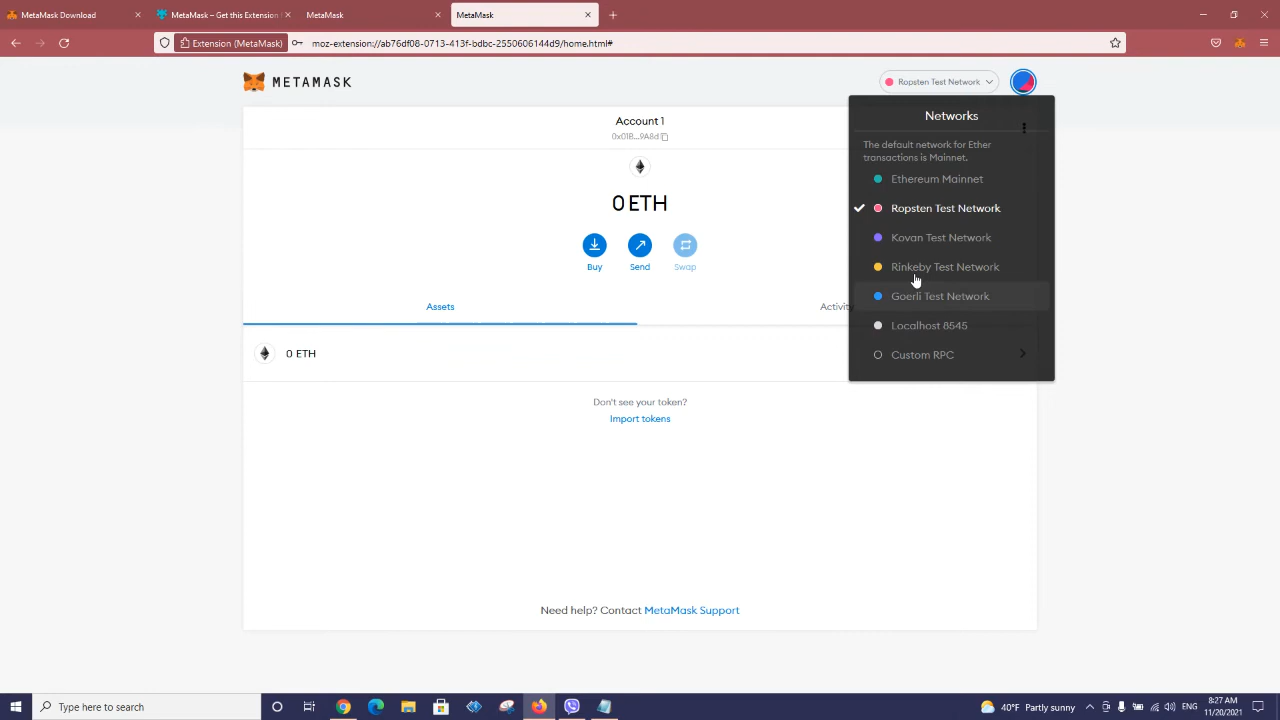 MetaMask Download
MetaMask – Get this Extension
MetaMask
MetaMask
Extension (MetaMask)
moz-extension://ab76df08-0713-413f-bdbc-2550606144d9/home.html#
METAMASK
Ropsten Test Network
Account 1
0x01B...9A8d
0 ETH
Buy
Send
Swap
Assets
Activit
0 ETH
Don't see your token?
Import tokens
Need help? Contact MetaMask Support
Networks
The default network for Ether
transactions is Mainnet.
Ethereum Mainnet
Ropsten Test Network
Kovan Test Network
Rinkeby Test Network
Goerli Test Network
Localhost 8545
Custom RPC
Type here to search
40°F Partly sunny
ENG
8:27 AM
11/20/2021